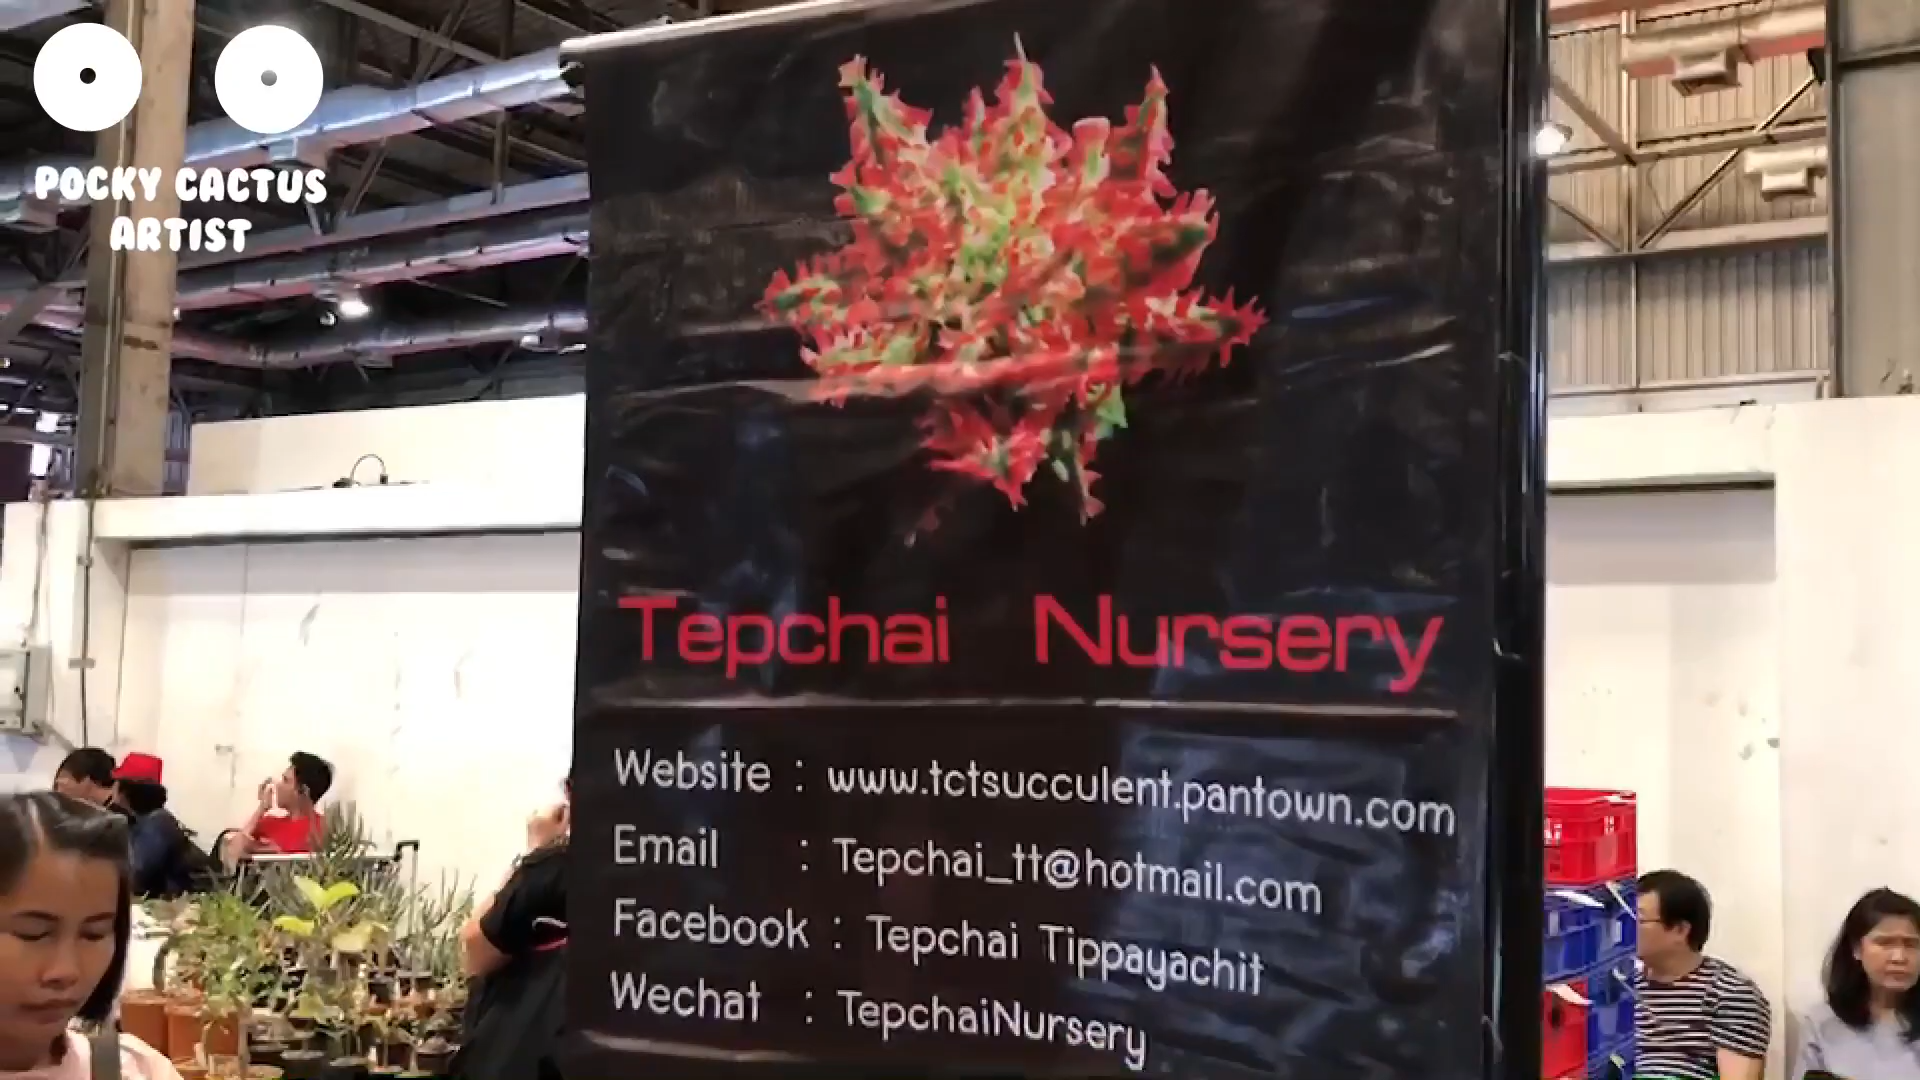 POCKY CACTUS
ARTIST
Tepchai Nursery
Website : www.tctsucculent.pantown.com
Email : Tepchai_tt@hotmail.com
Facebook : Tepchai Tippayachit
Wechat : TepchaiNursery